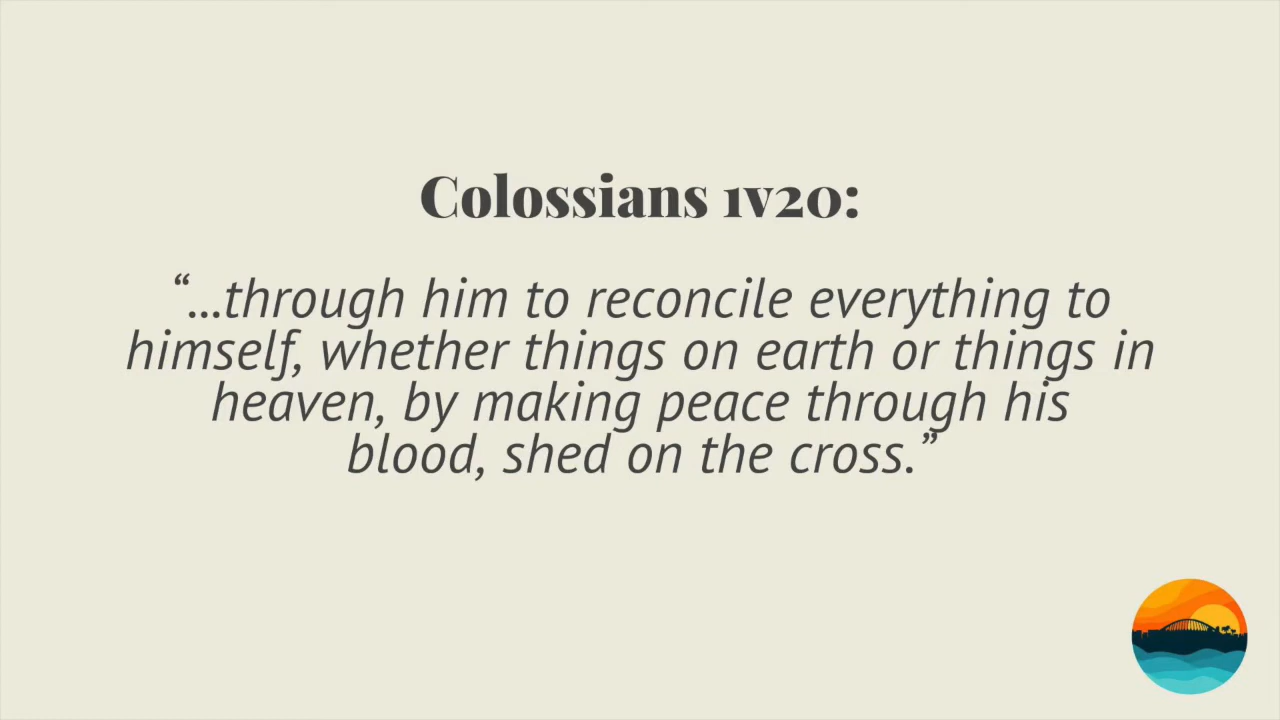 Colossians 1v20:
“...through him to reconcile everything to
himself, whether things on earth or things in
heaven, by making peace through his
blood, shed on the cross.”